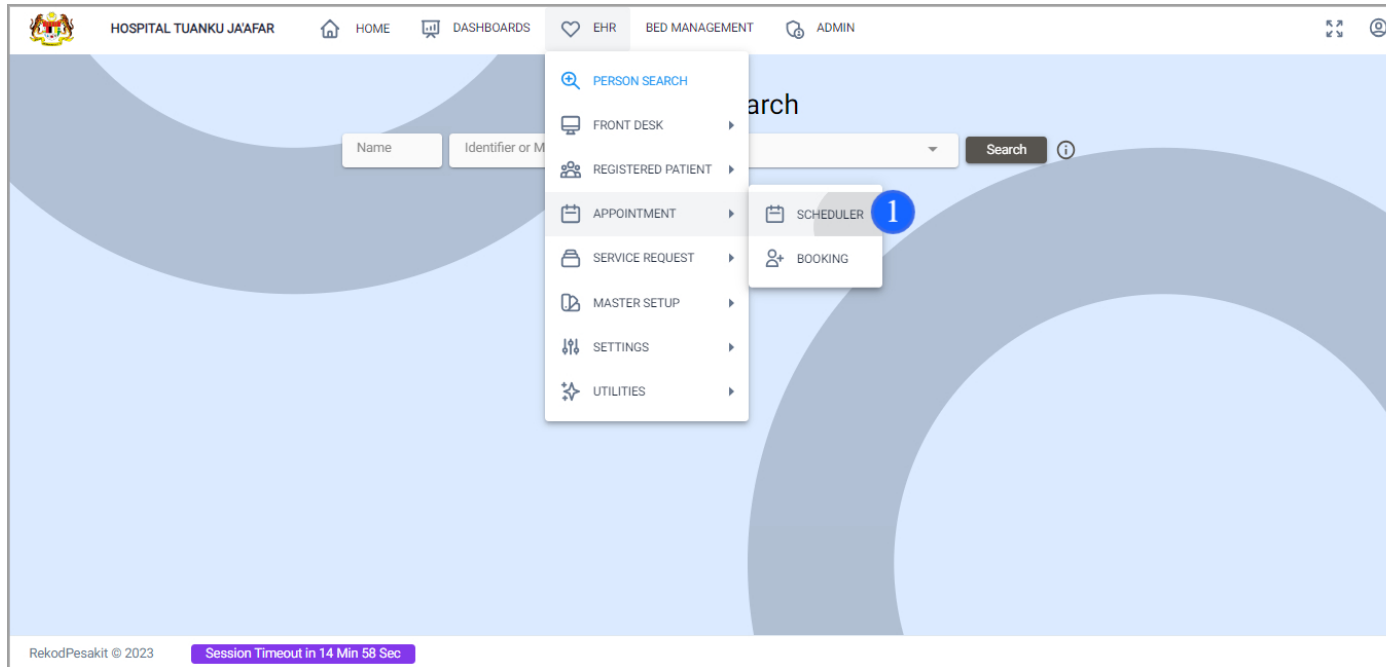 HOSPITAL TUANKU JA'AFAR HOME DASHBOARDS EHR BED MANAGEMENT ADMIN
PERSON SEARCH
arch
FRONT DESK
Name Identifier or M Search
REGISTERED PATIENT
APPOINTMENT SCHEDULER 1
SERVICE REQUEST BOOKING
MASTER SETUP
SETTINGS
UTILITIES
RekodPesakit © 2023 Session Timeout in 14 Min 58 Sec